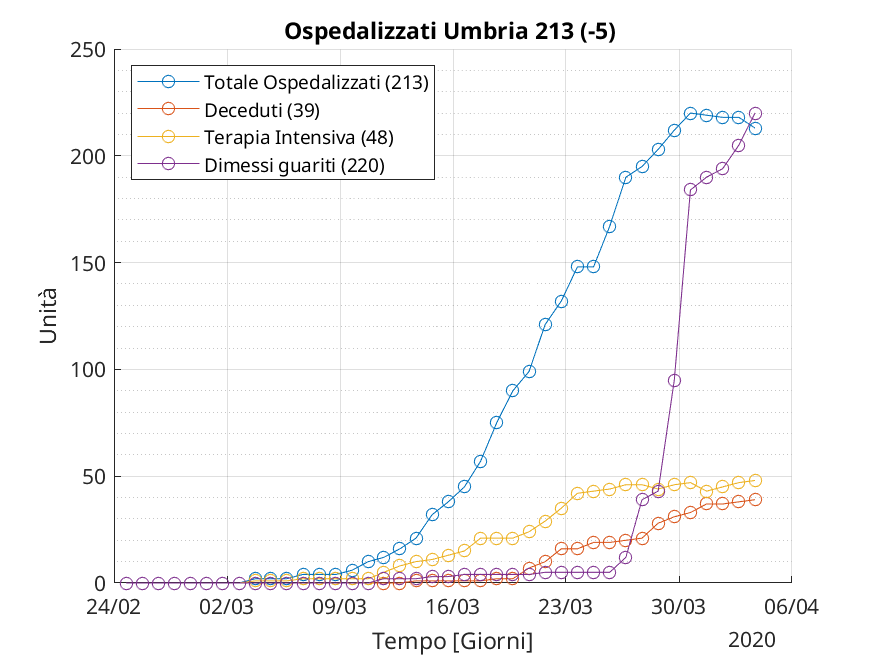 Ospedalizzati Umbria 213 (-5)
Totale Ospedalizzati (213)
Deceduti (39)
Terapia Intensiva (48)
Dimessi guariti (220)
250
200
150
100
50
0
Unità
24/02 02/03 09/03 16/03 23/03 30/03 06/04
Tempo [Giorni]
2020